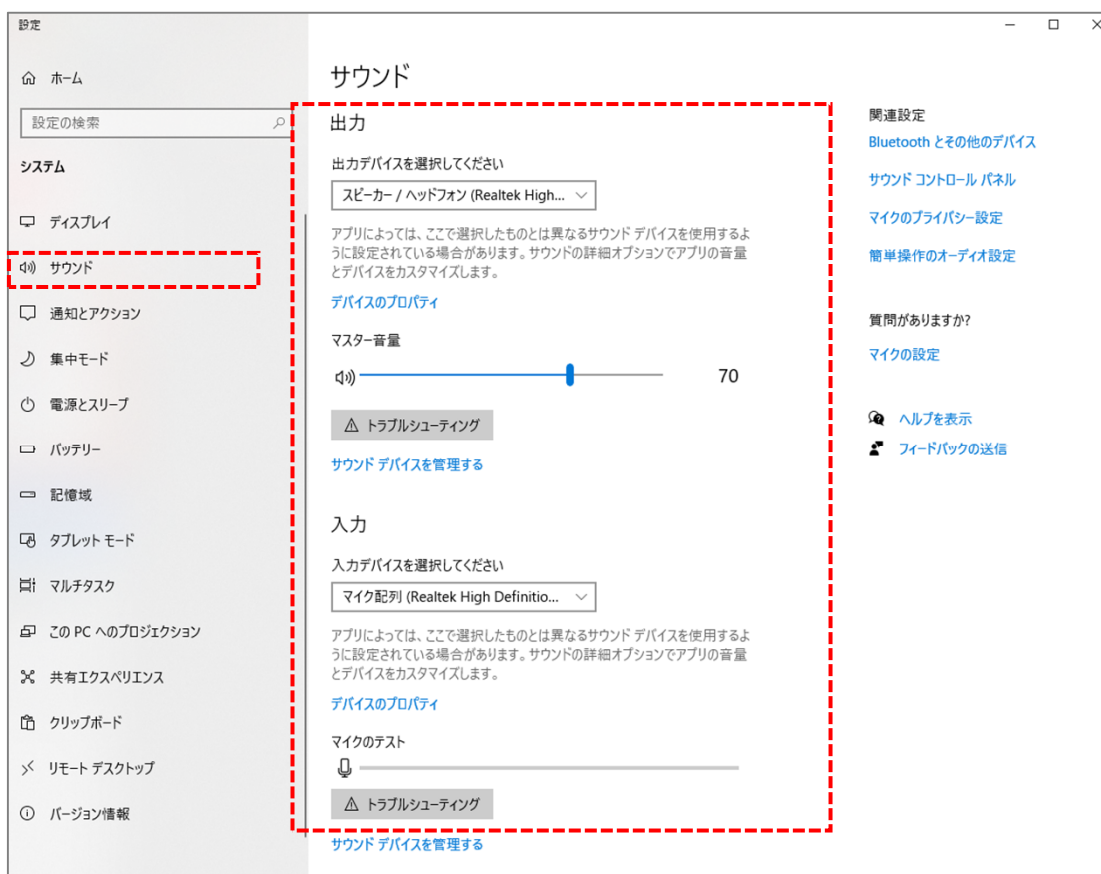 設定
ホーム
設定の検索
システム
ディスプレイ
サウンド
通知とアクション
集中モード
電源とスリープ
バッテリー
記憶域
タブレット モード
マルチタスク
この PC へのプロジェクション
共有エクスペリエンス
クリップボード
リモート デスクトップ
バージョン情報
サウンド
出力
出力デバイスを選択してください
スピーカー / ヘッドフォン (Realtek High...
アプリによっては、ここで選択したものとは異なるサウンド デバイスを使用するよ
うに設定されている場合があります。サウンドの詳細オプションでアプリの音量
とデバイスをカスタマイズします。
デバイスのプロパティ
マスター音量
70
トラブルシューティング
サウンド デバイスを管理する
入力
入力デバイスを選択してください
マイク配列 (Realtek High Definitio...
アプリによっては、ここで選択したものとは異なるサウンド デバイスを使用するよ
うに設定されている場合があります。サウンドの詳細オプションでアプリの音量
とデバイスをカスタマイズします。
デバイスのプロパティ
マイクのテスト
トラブルシューティング
サウンド デバイスを管理する
関連設定
Bluetooth とその他のデバイス
サウンド コントロール パネル
マイクのプライバシー設定
簡単操作のオーディオ設定
質問がありますか?
マイクの設定
ヘルプを表示
フィードバックの送信